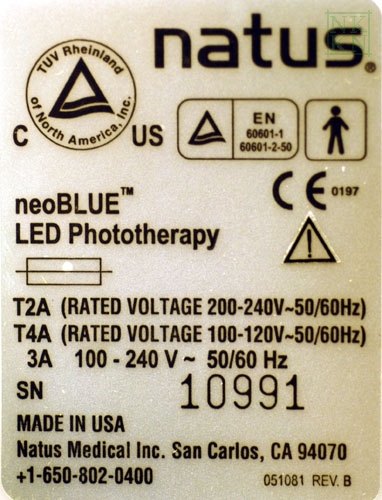 natus®
TUV Rheinland
of North America, Inc.
C US
EN
60601-1
60601-2-50
CE 0197
neoBLUE™
LED Phototherapy
T2A (RATED VOLTAGE 200-240V~50/60Hz)
T4A (RATED VOLTAGE 100-120V~50/60Hz)
3A 100 - 240 V ~ 50/60 Hz
SN 10991
MADE IN USA
Natus Medical Inc. San Carlos, CA 94070
+1-650-802-0400
051081 REV. B